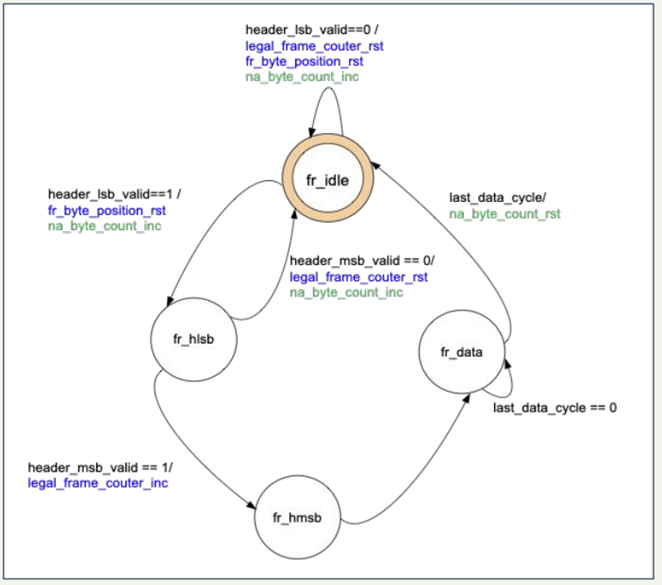 header_lsb_valid==0 /
legal_frame_couter_rst
fr_byte_position_rst
na_byte_count_inc
fr_idle
header_lsb_valid==1 /
fr_byte_position_rst
na_byte_count_inc
last_data_cycle/
na_byte_count_rst
header_msb_valid == 0/
legal_frame_couter_rst
na_byte_count_inc
fr_hlsb
fr_data
last_data_cycle == 0
header_msb_valid == 1/
legal_frame_couter_inc
fr_hmsb